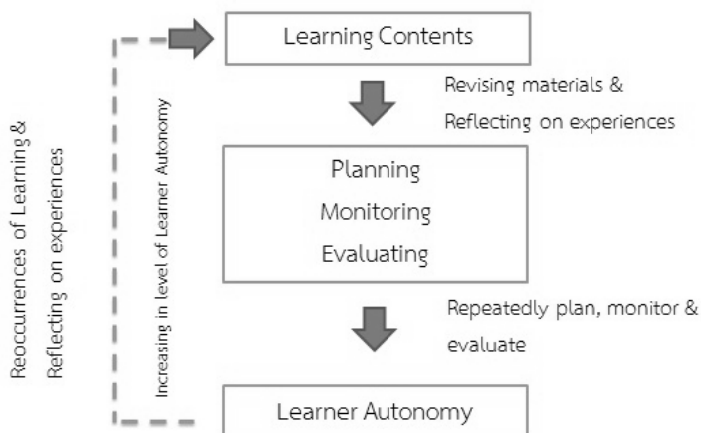 Learning Contents
Revising materials &
Reflecting on experiences
Planning
Monitoring
Evaluating
Repeatedly plan, monitor &
evaluate
Learner Autonomy
Reoccurrences of Learning &
Reflecting on experiences
Increasing in level of Learner Autonomy